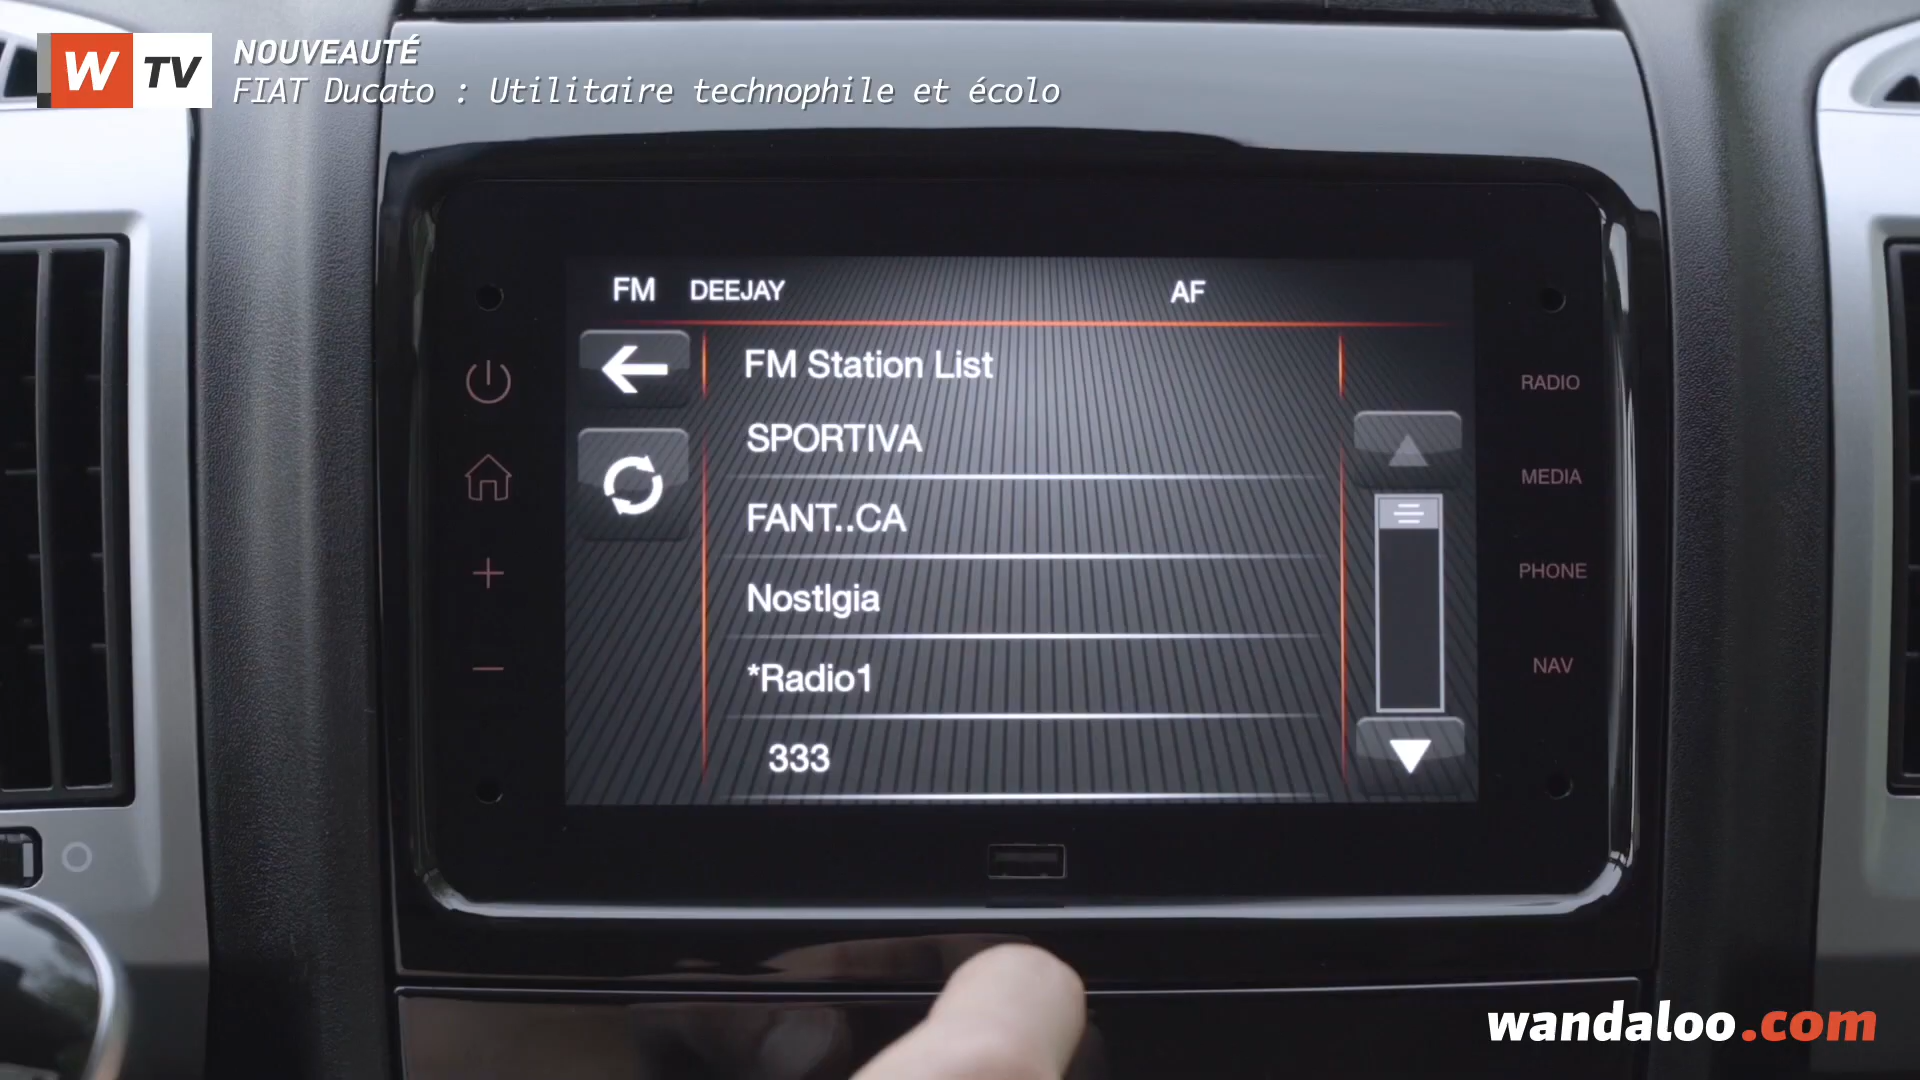 W TV
NOUVEAUTÉ
FIAT Ducato : Utilitaire technophile et écolo
FM DEEJAY AF
FM Station List
SPORTIVA
FANT..CA
Nostlgia
*Radio1
333
RADIO
MEDIA
PHONE
NAV
wandaloo.com